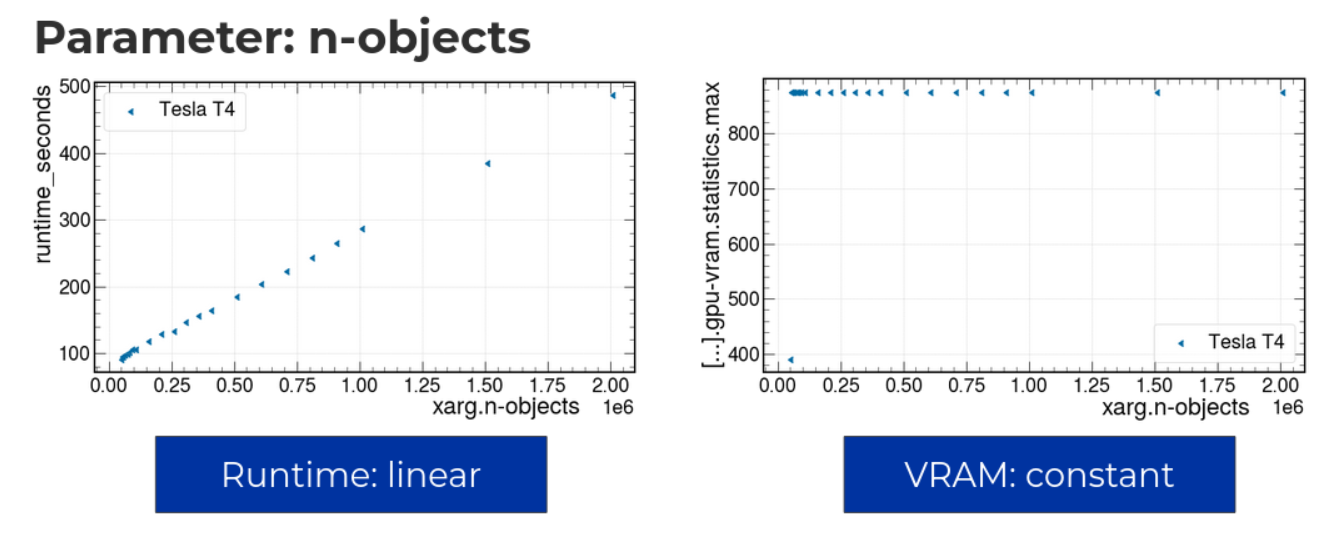 Parameter: n-objects
500
400
300
200
100
runtime_seconds
Tesla T4
0.00 0.25 0.50 0.75 1.00 1.25 1.50 1.75 2.00
xarg.n-objects 1e6
Runtime: linear
800
700
600
500
400
[...].gpu-vram.statistics.max
Tesla T4
0.00 0.25 0.50 0.75 1.00 1.25 1.50 1.75 2.00
xarg.n-objects 1e6
VRAM: constant